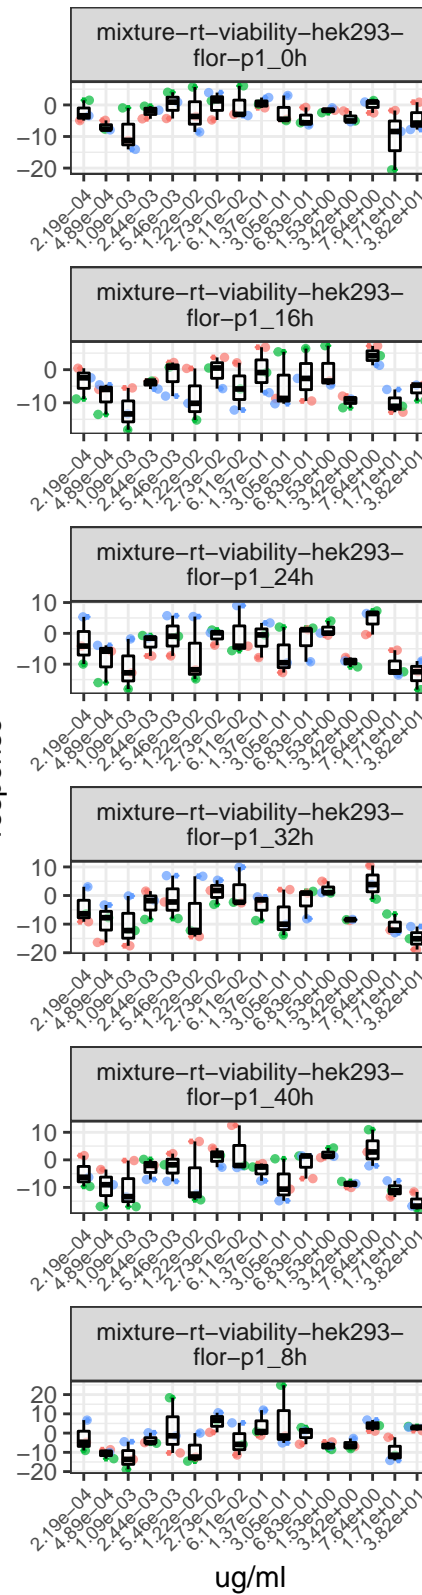 mixture−rt−viability−hek293−
flor−p1_0h
0
−10
−20
2.19e−04
4.89e−04
1.09e−03
2.44e−03
5.46e−03
1.22e−02
2.73e−02
6.11e−02
1.37e−01
3.05e−01
6.83e−01
1.53e+00
3.42e+00
7.64e+00
1.71e+01
3.82e+01
mixture−rt−viability−hek293−
flor−p1_16h
0
−10
2.19e−04
4.89e−04
1.09e−03
2.44e−03
5.46e−03
1.22e−02
2.73e−02
6.11e−02
1.37e−01
3.05e−01
6.83e−01
1.53e+00
3.42e+00
7.64e+00
1.71e+01
3.82e+01
mixture−rt−viability−hek293−
flor−p1_24h
10
0
−10
2.19e−04
4.89e−04
1.09e−03
2.44e−03
5.46e−03
1.22e−02
2.73e−02
6.11e−02
1.37e−01
3.05e−01
6.83e−01
1.53e+00
3.42e+00
7.64e+00
1.71e+01
3.82e+01
mixture−rt−viability−hek293−
flor−p1_32h
10
0
−10
−20
2.19e−04
4.89e−04
1.09e−03
2.44e−03
5.46e−03
1.22e−02
2.73e−02
6.11e−02
1.37e−01
3.05e−01
6.83e−01
1.53e+00
3.42e+00
7.64e+00
1.71e+01
3.82e+01
mixture−rt−viability−hek293−
flor−p1_40h
10
0
−10
2.19e−04
4.89e−04
1.09e−03
2.44e−03
5.46e−03
1.22e−02
2.73e−02
6.11e−02
1.37e−01
3.05e−01
6.83e−01
1.53e+00
3.42e+00
7.64e+00
1.71e+01
3.82e+01
mixture−rt−viability−hek293−
flor−p1_8h
20
10
0
−10
−20
2.19e−04
4.89e−04
1.09e−03
2.44e−03
5.46e−03
1.22e−02
2.73e−02
6.11e−02
1.37e−01
3.05e−01
6.83e−01
1.53e+00
3.42e+00
7.64e+00
1.71e+01
3.82e+01
ug/ml